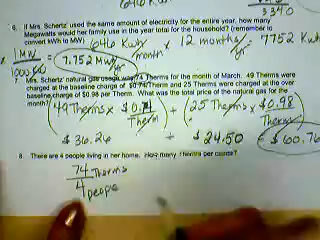 $3340
6. If Mrs. Schertz used the same amount of electricity for the entire year, how many
Megawatts would her family use in the year total for the household? (remember to
convert kWh to MW) 646 Kwh/month x 12 months/yr 7752 Kwh
x 1MW/1000 = 7.752 MW/yr
7. Mrs. Schertz' natural gas usage was 74 Therms for the month of March. 49 Therms were
charged at the baseline charge of $0.74/Therm and 25 Therms were charged at the over
baseline charge of $0.98 per Therm. What was the total price of the natural gas for the
month?
(49 Therms x $0.74/Therm) + (25 Therms x $0.98/Therm)
$36.26 + $24.50 = $60.76
8. There are 4 people living in her home. How many Therms per capita?
74 Therms
4 people